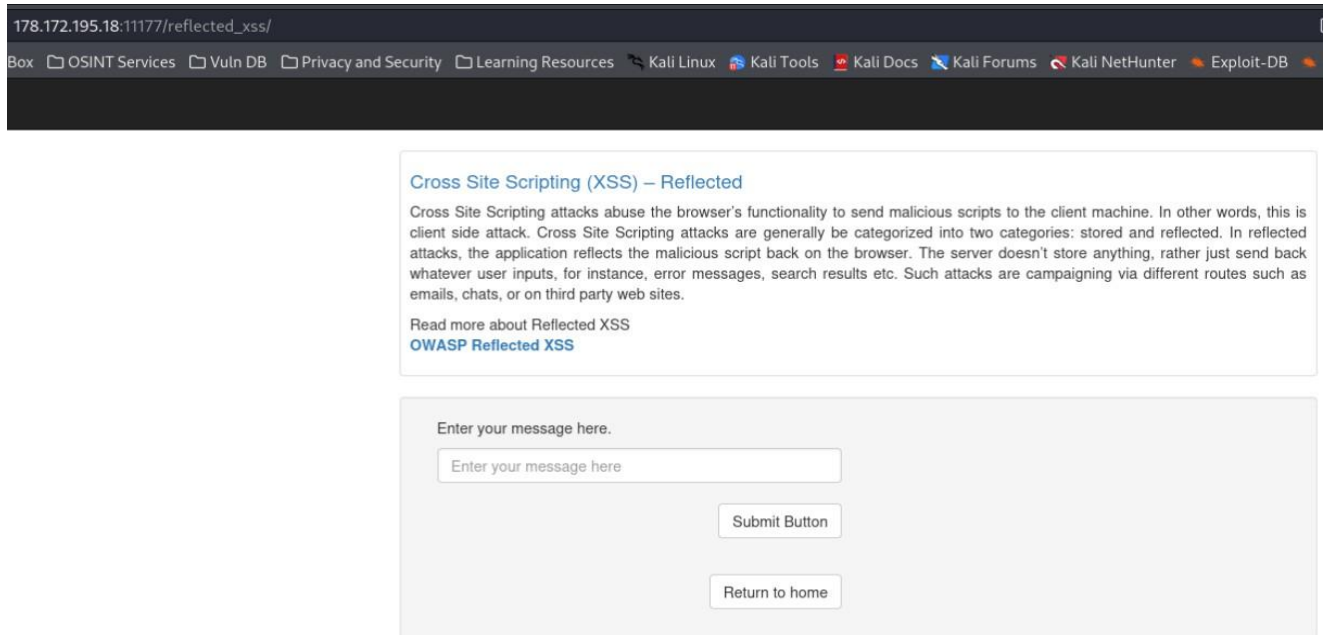 178.172.195.18:11177/reflected_xss/
Box OSINT Services Vuln DB Privacy and Security Learning Resources Kali Linux Kali Tools Kali Docs Kali Forums Kali NetHunter Exploit-DB
Cross Site Scripting (XSS) – Reflected
Cross Site Scripting attacks abuse the browser's functionality to send malicious scripts to the client machine. In other words, this is
client side attack. Cross Site Scripting attacks are generally be categorized into two categories: stored and reflected. In reflected
attacks, the application reflects the malicious script back on the browser. The server doesn't store anything, rather just send back
whatever user inputs, for instance, error messages, search results etc. Such attacks are campaigning via different routes such as
emails, chats, or on third party web sites.
Read more about Reflected XSS
OWASP Reflected XSS
Enter your message here.
Enter your message here
Submit Button
Return to home